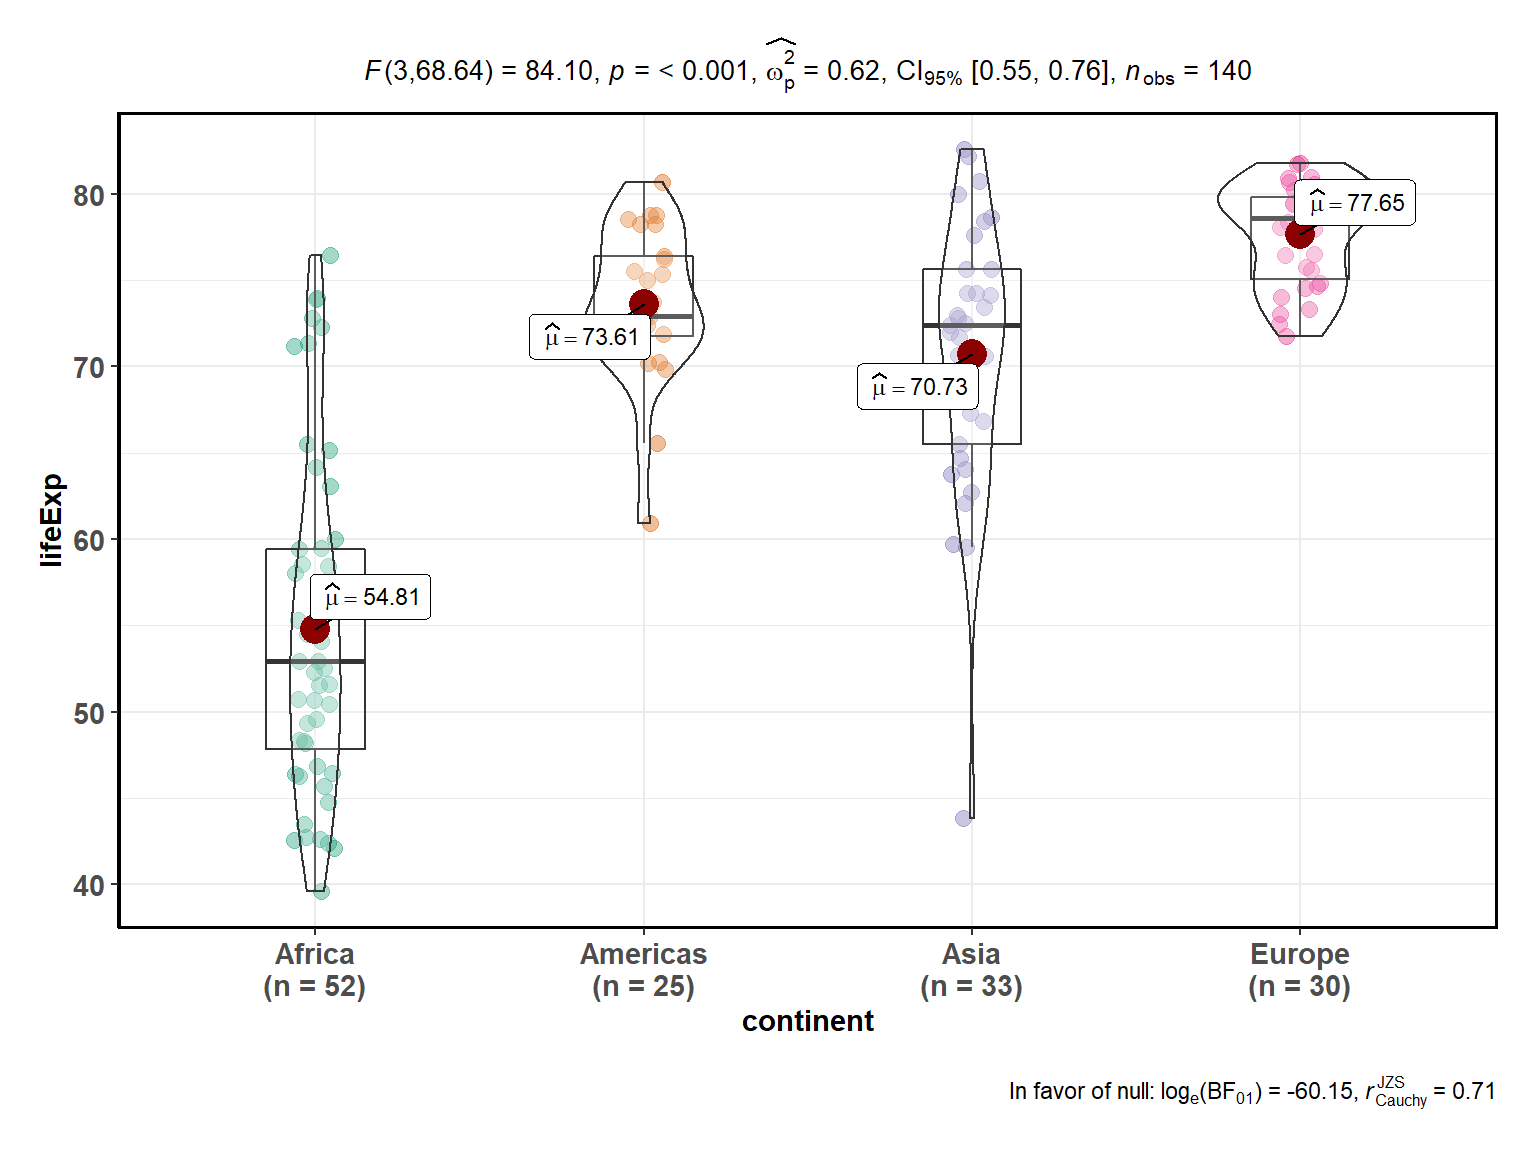 F(3,68.64) = 84.10, p = < 0.001, ω̂²ₚ = 0.62, CI95% [0.55, 0.76], nobs = 140
lifeExp
80
70
60
50
40
μ̂ = 77.65
μ̂ = 73.61
μ̂ = 70.73
μ̂ = 54.81
Africa
(n = 52)
Americas
(n = 25)
Asia
(n = 33)
Europe
(n = 30)
continent
In favor of null: loge(BF01) = -60.15, rJZSCauchy = 0.71